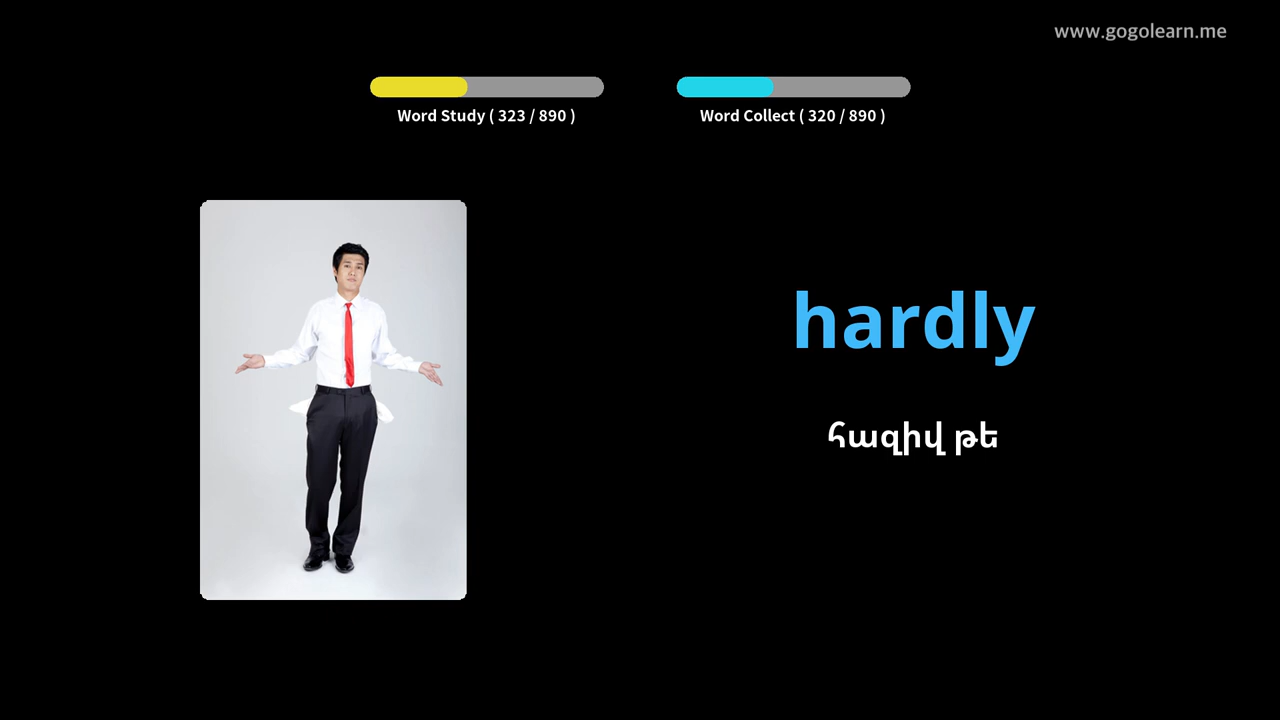 www.gogolearn.me
Word Study ( 323 / 890 )
Word Collect ( 320 / 890 )
hardly
հազիվ թե